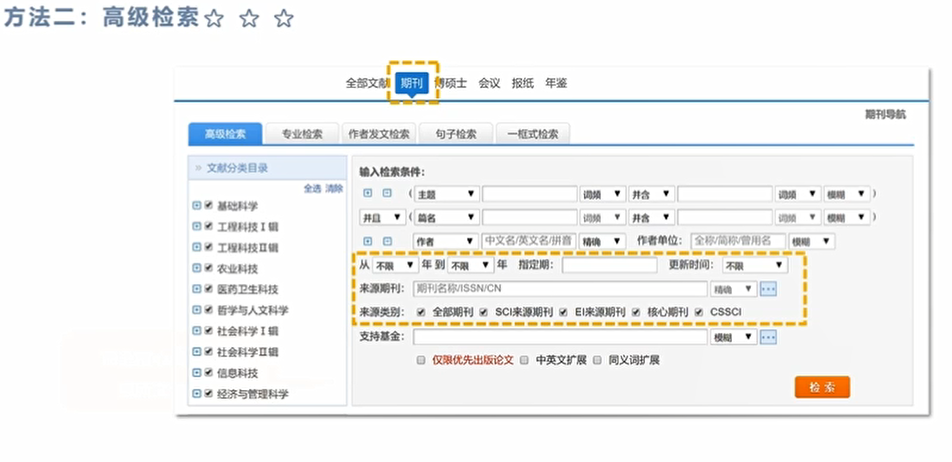 方法二：高级检索☆ ☆ ☆
全部文献 期刊 博硕士 会议 报纸 年鉴
期刊导航
高级检索 专业检索 作者发文检索 句子检索 一框式检索
» 文献分类目录
全选 清除
基础科学
工程科技Ⅰ辑
工程科技Ⅱ辑
农业科技
医药卫生科技
哲学与人文科学
社会科学Ⅰ辑
社会科学Ⅱ辑
信息科技
经济与管理科学
输入检索条件：
( 主题 词频 并含 词频 模糊 )
并且 ( 篇名 词频 并含 词频 模糊 )
作者 中文名/英文名/拼音 精确 作者单位： 全称/简称/曾用名 模糊
从 不限 年 到 不限 年 指定期： 更新时间： 不限
来源期刊： 期刊名称/ISSN/CN 精确 ...
来源类别： 全部期刊 SCI来源期刊 EI来源期刊 核心期刊 CSSCI
支持基金： 模糊 ...
仅限优先出版论文 中英文扩展 同义词扩展
检 索